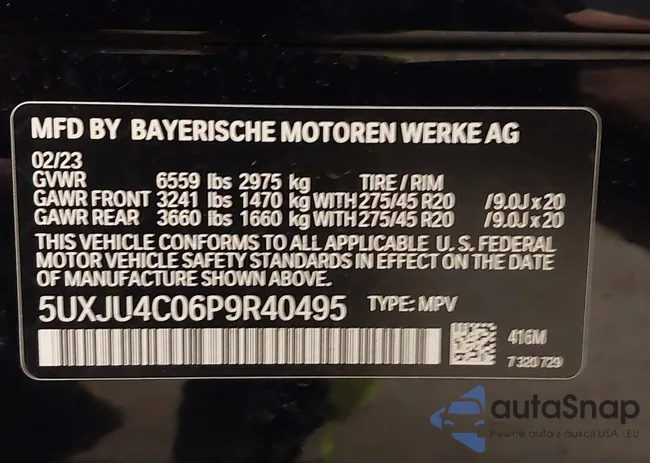 MFD BY BAYERISCHE MOTOREN WERKE AG
02/23
GVWR 6559 lbs 2975 kg TIRE / RIM
GAWR FRONT 3241 lbs 1470 kg WITH 275/45 R20 /9.0J x 20
GAWR REAR 3660 lbs 1660 kg WITH 275/45 R20 /9.0J x 20
THIS VEHICLE CONFORMS TO ALL APPLICABLE U.S. FEDERAL
MOTOR VEHICLE SAFETY STANDARDS IN EFFECT ON THE DATE
OF MANUFACTURE SHOWN ABOVE.
5UXJU4C06P9R40495 TYPE: MPV
416M
7 320 729
autaSnap
Pewne auta z aukcji USA i EU